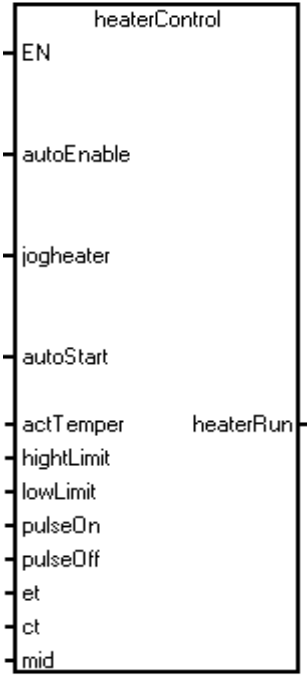 heaterControl
EN
autoEnable
jogheater
autoStart
actTemper heaterRun
hightLimit
lowLimit
pulseOn
pulseOff
et
ct
mid